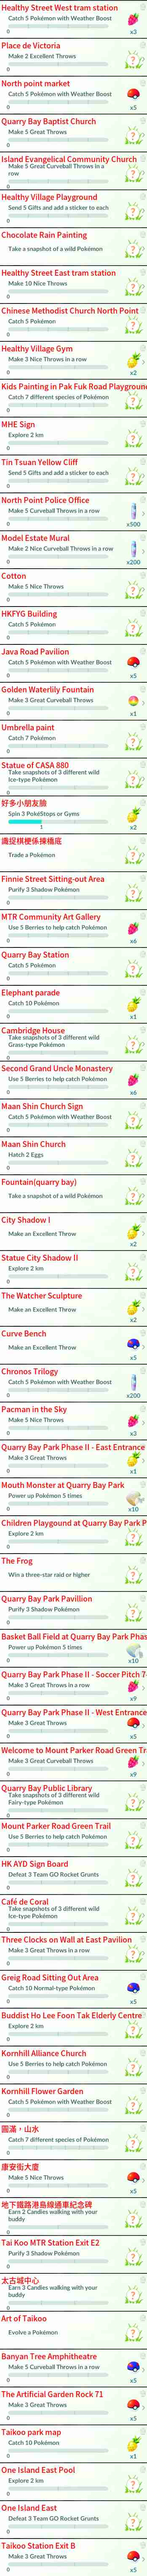 Healthy Street West tram station
Catch 5 Pokémon with Weather Boost
0
x3
Place de Victoria
Make 2 Excellent Throws
0
?
North point market
Catch 5 Pokémon with Weather Boost
0
x5
Quarry Bay Baptist Church
Make 5 Great Throws
0
?
Island Evangelical Community Church
Make 5 Great Curveball Throws in a
row
0
?
Healthy Village Playground
Send 5 Gifts and add a sticker to each
0
?
Chocolate Rain Painting
Take a snapshot of a wild Pokémon
?
Healthy Street East tram station
Make 10 Nice Throws
0
?
Chinese Methodist Church North Point
Catch 5 Pokémon
0
?
Healthy Village Gym
Make 3 Nice Throws in a row
0
x2
Kids Painting in Pak Fuk Road Playground
Catch 7 different species of Pokémon
0
?
MHE Sign
Explore 2 km
0
?
Tin Tsuan Yellow Cliff
Send 5 Gifts and add a sticker to each
0
?
North Point Police Office
Make 5 Curveball Throws in a row
0
x500
Model Estate Mural
Make 2 Nice Curveball Throws in a row
0
x200
Cotton
Make 5 Nice Throws
0
?
HKFYG Building
Catch 5 Pokémon
0
?
Java Road Pavilion
Catch 5 Pokémon with Weather Boost
0
x5
Golden Waterlily Fountain
Make 3 Great Curveball Throws
0
x1
Umbrella paint
Catch 7 Pokémon
0
?
Statue of CASA 880
Take snapshots of 3 different wild
Ice-type Pokémon
0
?
好多小朋友臉
Spin 3 PokéStops or Gyms
1
x2
識捉棋梗係揀橋底
Trade a Pokémon
?
Finnie Street Sitting-out Area
Purify 3 Shadow Pokémon
0
?
MTR Community Art Gallery
Use 5 Berries to help catch Pokémon
0
x6
Quarry Bay Station
Catch 5 Pokémon
0
?
Elephant parade
Catch 10 Pokémon
0
x1
Cambridge House
Take snapshots of 3 different wild
Grass-type Pokémon
0
?
Second Grand Uncle Monastery
Use 5 Berries to help catch Pokémon
0
x6
Maan Shin Church Sign
Catch 5 Pokémon with Weather Boost
0
?
Maan Shin Church
Hatch 2 Eggs
0
?
Fountain(quarry bay)
Take a snapshot of a wild Pokémon
?
City Shadow I
Make an Excellent Throw
x2
Statue City Shadow II
Explore 2 km
0
?
The Watcher Sculpture
Make an Excellent Throw
x2
Curve Bench
Make an Excellent Throw
x5
Chronos Trilogy
Catch 5 Pokémon with Weather Boost
0
x200
Pacman in the Sky
Make 5 Nice Throws
0
x3
Quarry Bay Park Phase II - East Entrance
Make 3 Great Throws
0
x1
Mouth Monster at Quarry Bay Park
Power up Pokémon 5 times
0
x10
Children Playgound at Quarry Bay Park P
Explore 2 km
0
?
The Frog
Win a three-star raid or higher
?
Quarry Bay Park Pavillion
Purify 3 Shadow Pokémon
0
?
Basket Ball Field at Quarry Bay Park Phas
Power up Pokémon 5 times
0
x10
Quarry Bay Park Phase II - Soccer Pitch 7-
Make 3 Great Throws in a row
0
x9
Quarry Bay Park Phase II - West Entrance
Make 3 Great Throws
0
x5
Welcome to Mount Parker Road Green Tr
Make 3 Great Curveball Throws
0
x9
Quarry Bay Public Library
Take snapshots of 3 different wild
Fairy-type Pokémon
0
?
Mount Parker Road Green Trail
Use 5 Berries to help catch Pokémon
0
?
HK AYD Sign Board
Defeat 3 Team GO Rocket Grunts
0
?
Café de Coral
Take snapshots of 3 different wild
Ice-type Pokémon
0
?
Three Clocks on Wall at East Pavilion
Make 3 Great Throws in a row
0
?
Greig Road Sitting Out Area
Catch 10 Normal-type Pokémon
0
x5
Buddist Ho Lee Foon Tak Elderly Centre
Explore 2 km
0
?
Kornhill Alliance Church
Use 5 Berries to help catch Pokémon
0
?
Kornhill Flower Garden
Catch 5 Pokémon with Weather Boost
0
?
圓滿，山水
Catch 7 different species of Pokémon
0
?
康安街大廈
Make 5 Nice Throws
0
x5
地下鐵路港島線通車紀念碑
Earn 2 Candies walking with your
buddy
0
?
Tai Koo MTR Station Exit E2
Purify 3 Shadow Pokémon
0
?
太古城中心
Earn 3 Candies walking with your
buddy
0
?
Art of Taikoo
Evolve a Pokémon
?
Banyan Tree Amphitheatre
Make 5 Curveball Throws in a row
0
x5
The Artificial Garden Rock 71
Make 3 Great Throws
0
x5
Taikoo park map
Catch 10 Pokémon
0
x1
One Island East Pool
Explore 2 km
0
?
One Island East
Defeat 3 Team GO Rocket Grunts
0
?
Taikoo Station Exit B
Make 3 Great Throws
0
x5